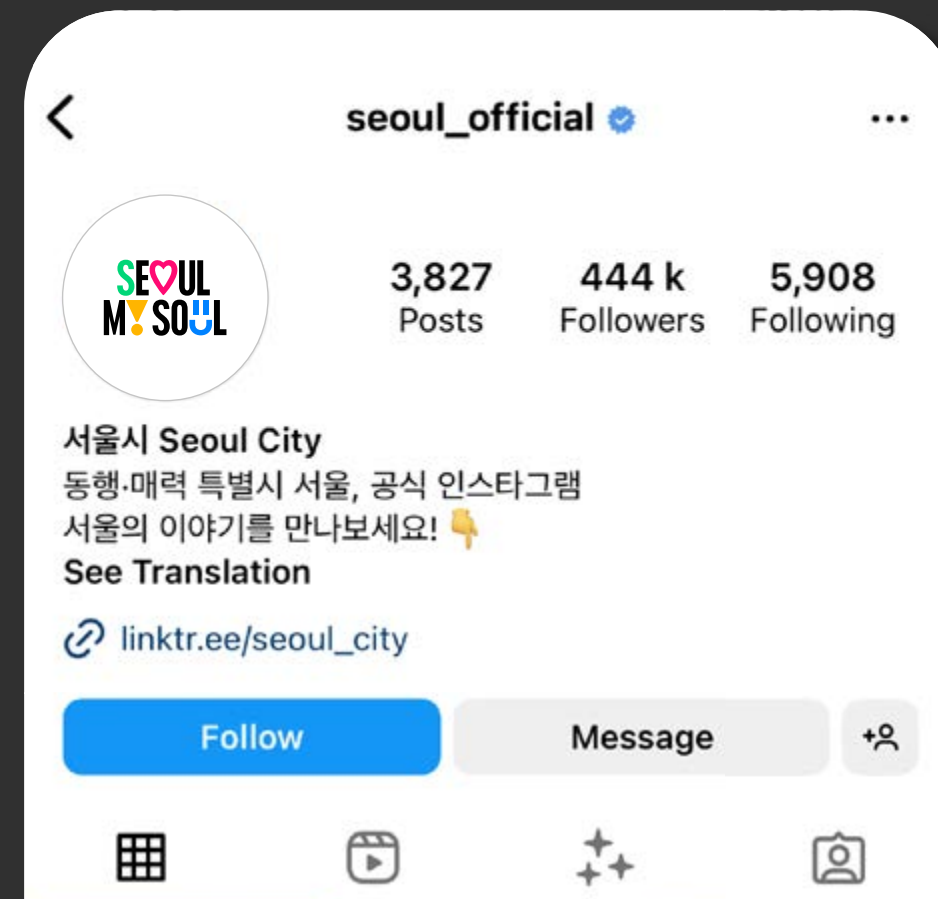 seoul_official
SE♡UL
MY SOUL
3,827
444 k
5,908
Posts
Followers
Following
서울시 Seoul City
동행·매력 특별시 서울, 공식 인스타그램
서울의 이야기를 만나보세요! 👇
See Translation
linktr.ee/seoul_city
Follow
Message